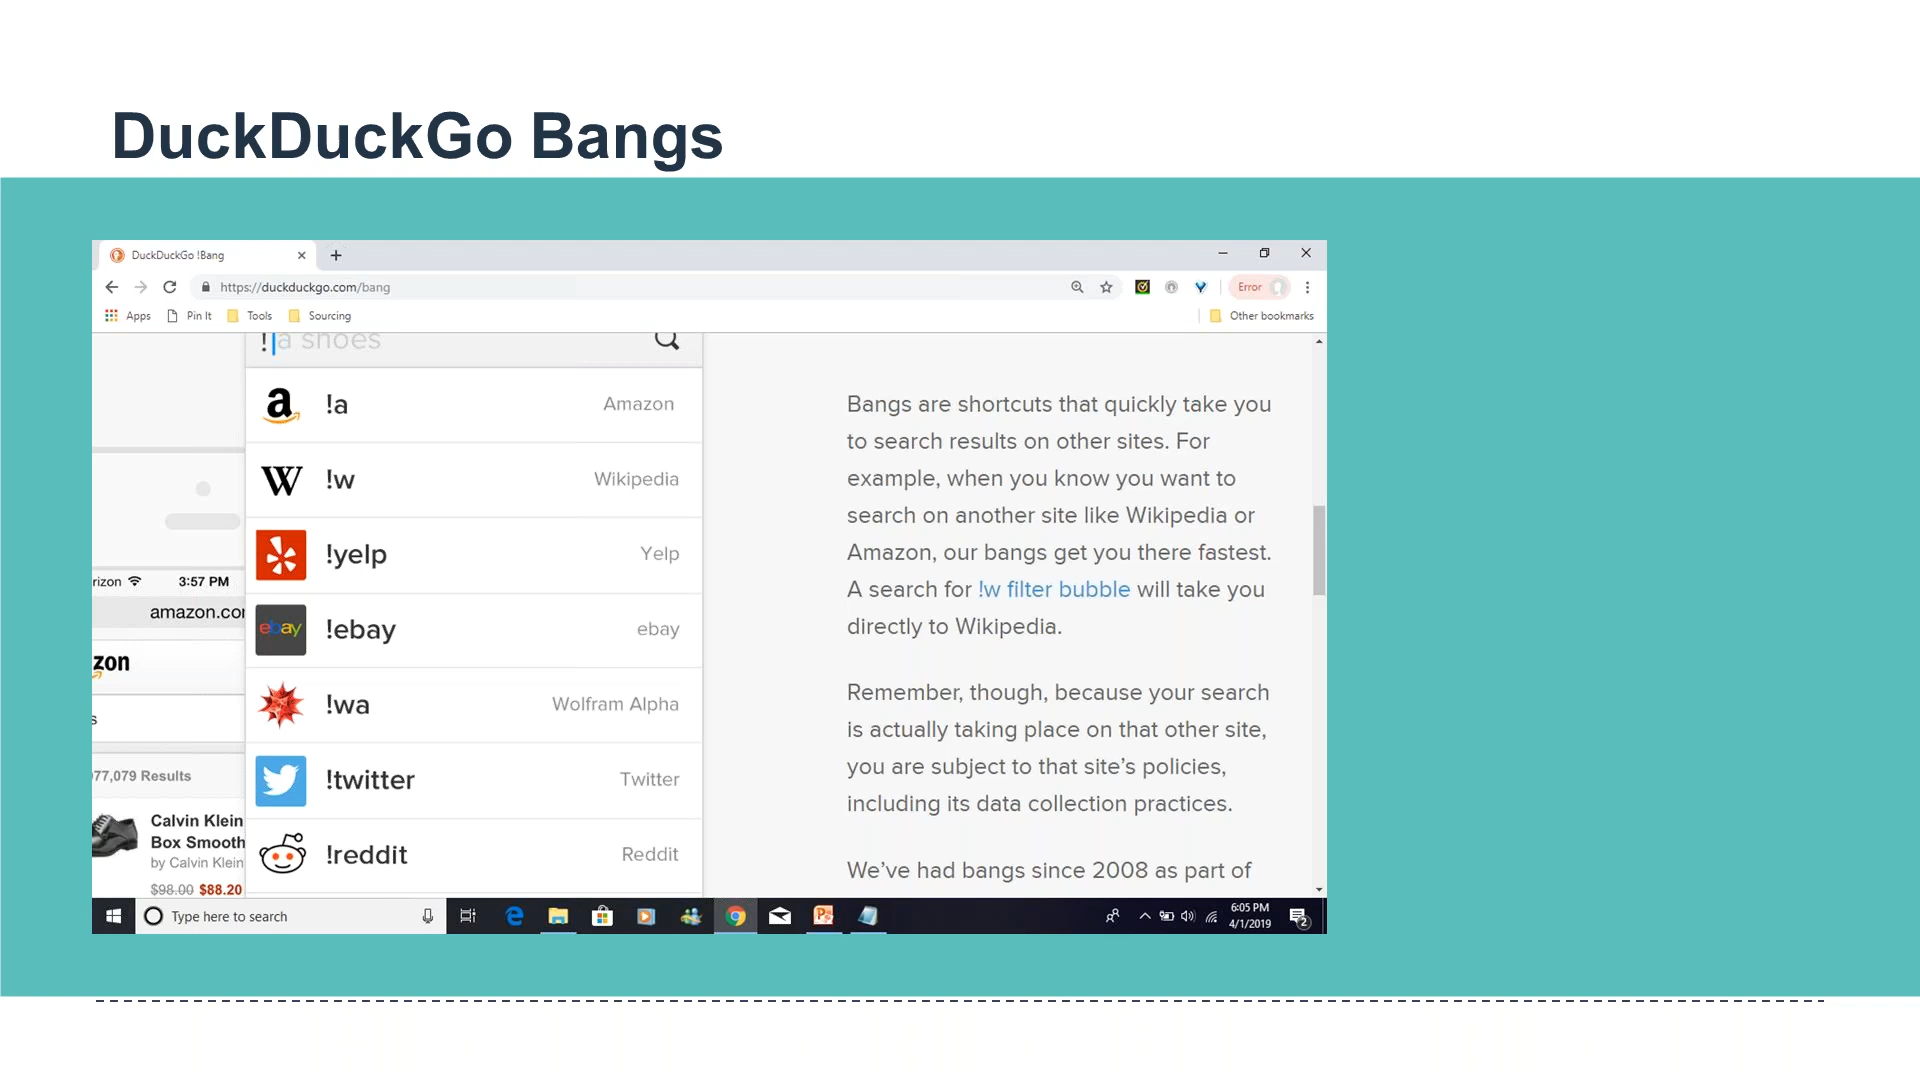 DuckDuckGo Bangs
DuckDuckGo !Bang
https://duckduckgo.com/bang
Error
Apps
Pin It
Tools
Sourcing
Other bookmarks
!a shoes
!a Amazon
!w Wikipedia
!yelp Yelp
ebay !ebay ebay
!wa Wolfram Alpha
!twitter Twitter
!reddit Reddit
rizon 3:57 PM
amazon.co
zon
s
77,079 Results
Calvin Klein
Box Smooth
by Calvin Klein
$98.00 $88.20
Bangs are shortcuts that quickly take you
to search results on other sites. For
example, when you know you want to
search on another site like Wikipedia or
Amazon, our bangs get you there fastest.
A search for !w filter bubble will take you
directly to Wikipedia.
Remember, though, because your search
is actually taking place on that other site,
you are subject to that site’s policies,
including its data collection practices.
We’ve had bangs since 2008 as part of
Type here to search
6:05 PM
4/1/2019
2